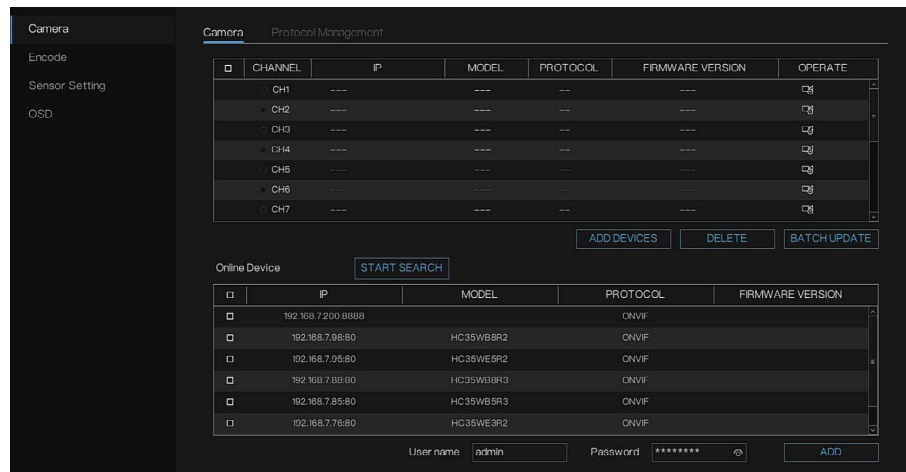 Camera
Encode
Sensor Setting
OSD
Camera Protocol Management
CHANNEL IP MODEL PROTOCOL FIRMWARE VERSION OPERATE
CH1 --- --- -- ---
CH2 --- --- -- ---
CH3 --- --- -- ---
CH4 --- --- -- ---
CH5 --- --- -- ---
CH6 --- --- -- ---
CH7 --- --- -- ---
ADD DEVICES DELETE BATCH UPDATE
Online Device START SEARCH
IP MODEL PROTOCOL FIRMWARE VERSION
192.168.7.200:8888 ONVIF
192.168.7.98:80 HC35WB8R2 ONVIF
192.168.7.95:80 HC35WE5R2 ONVIF
192.168.7.88:80 HC35WB8R3 ONVIF
192.168.7.85:80 HC35WB5R3 ONVIF
192.168.7.76:80 HC35WE3R2 ONVIF
User name admin Password ******** ADD